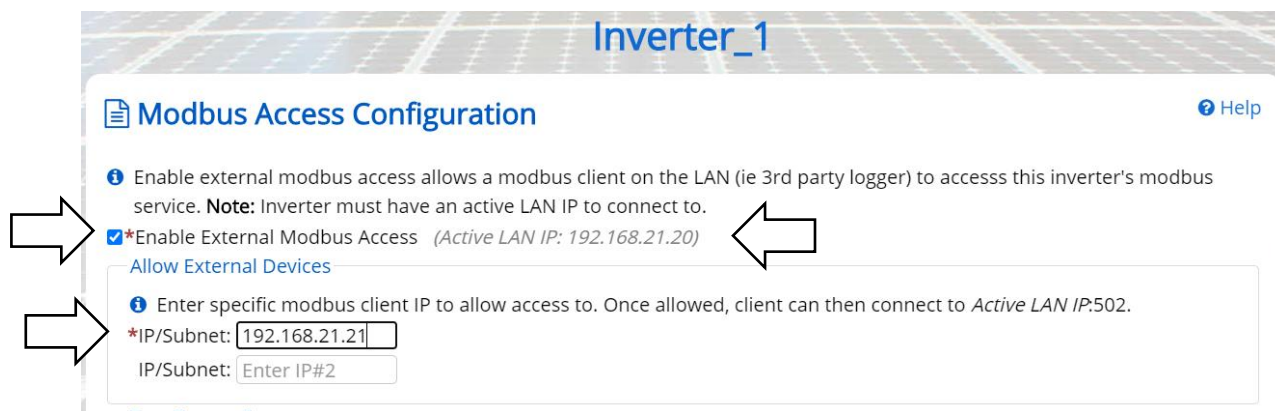 Inverter_1
Modbus Access Configuration
Help
Enable external modbus access allows a modbus client on the LAN (ie 3rd party logger) to accesss this inverter's modbus
service. Note: Inverter must have an active LAN IP to connect to.
*Enable External Modbus Access (Active LAN IP: 192.168.21.20)
Allow External Devices
Enter specific modbus client IP to allow access to. Once allowed, client can then connect to Active LAN IP:502.
*IP/Subnet: 192.168.21.21
IP/Subnet: Enter IP#2